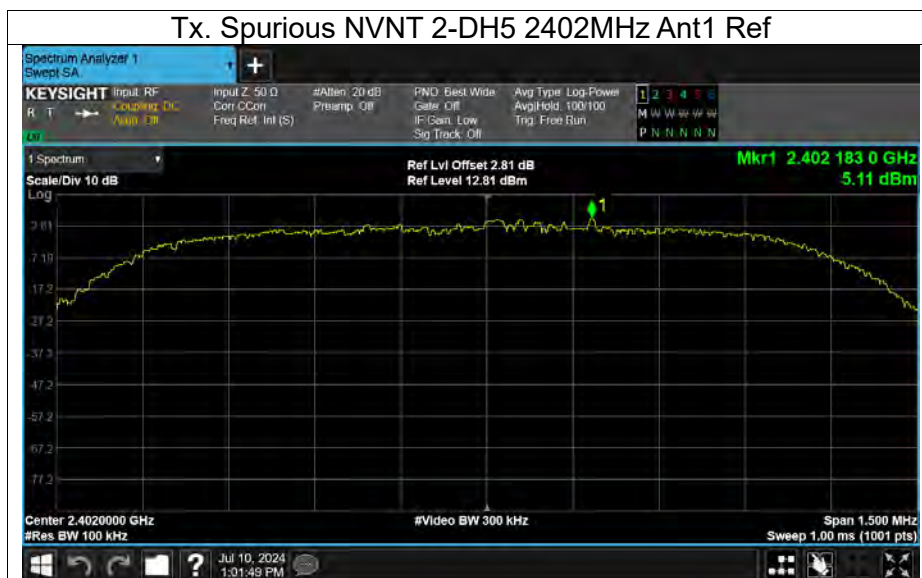 Tx. Spurious NVNT 2-DH5 2402MHz Ant1 Ref
Spectrum Analyzer 1
Swept SA
+
KEYSIGHT Input: RF
R T Coupling: DC
Align: Off
Input Z: 50 Ω
Corr CCorr
Freq Ref: Int (S)
#Atten: 20 dB
Preamp: Off
PNO: Best Wide
Gate: Off
IF Gain: Low
Sig Track: Off
Avg Type: Log-Power
Avg|Hold: 100/100
Trig: Free Run
1 2 3 4 5 6
M W W W W W
P N N N N N
1 Spectrum
Scale/Div 10 dB
Log
Ref Lvl Offset 2.81 dB
Ref Level 12.81 dBm
Mkr1 2.402 183 0 GHz
5.11 dBm
1
2.81
-7.19
-17.2
-27.2
-37.2
-47.2
-57.2
-67.2
-77.2
Center 2.4020000 GHz
#Res BW 100 kHz
#Video BW 300 kHz
Span 1.500 MHz
Sweep 1.00 ms (1001 pts)
?
Jul 10, 2024
1:01:49 PM